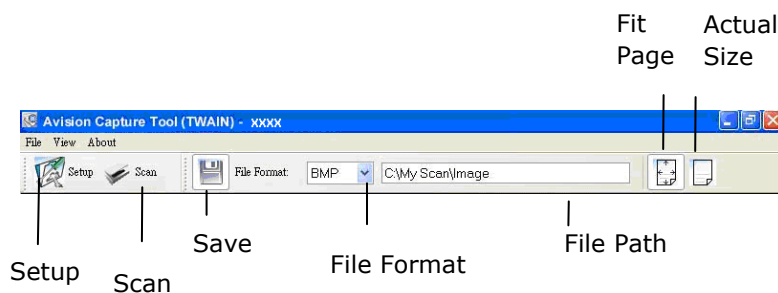 Fit
Page
Actual
Size
Avision Capture Tool (TWAIN) - xxxx
File View About
Setup Scan File Format: BMP C:\My Scan\Image
Save
File Format
File Path
Setup
Scan